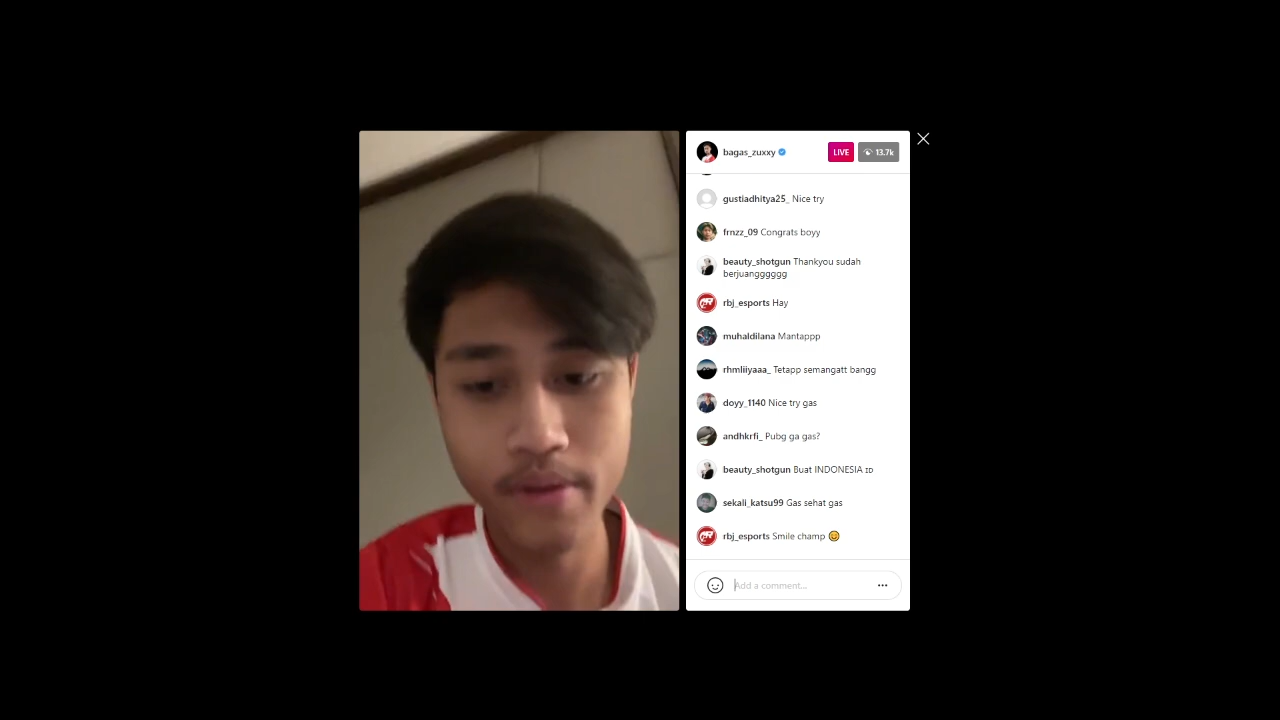 bagas_zuxxy
LIVE
13.7k
gustiadhitya25_ Nice try
frnzz_09 Congrats boyy
beauty_shotgun Thankyou sudah
berjuangggggg
rbj_esports Hay
muhaldilana Mantappp
rhmliiyaaa_ Tetapp semangatt bangg
doyy_1140 Nice try gas
andhkrfi_ Pubg ga gas?
beauty_shotgun Buat INDONESIA ɪᴅ
sekali_katsu99 Gas sehat gas
rbj_esports Smile champ 😊
Add a comment...